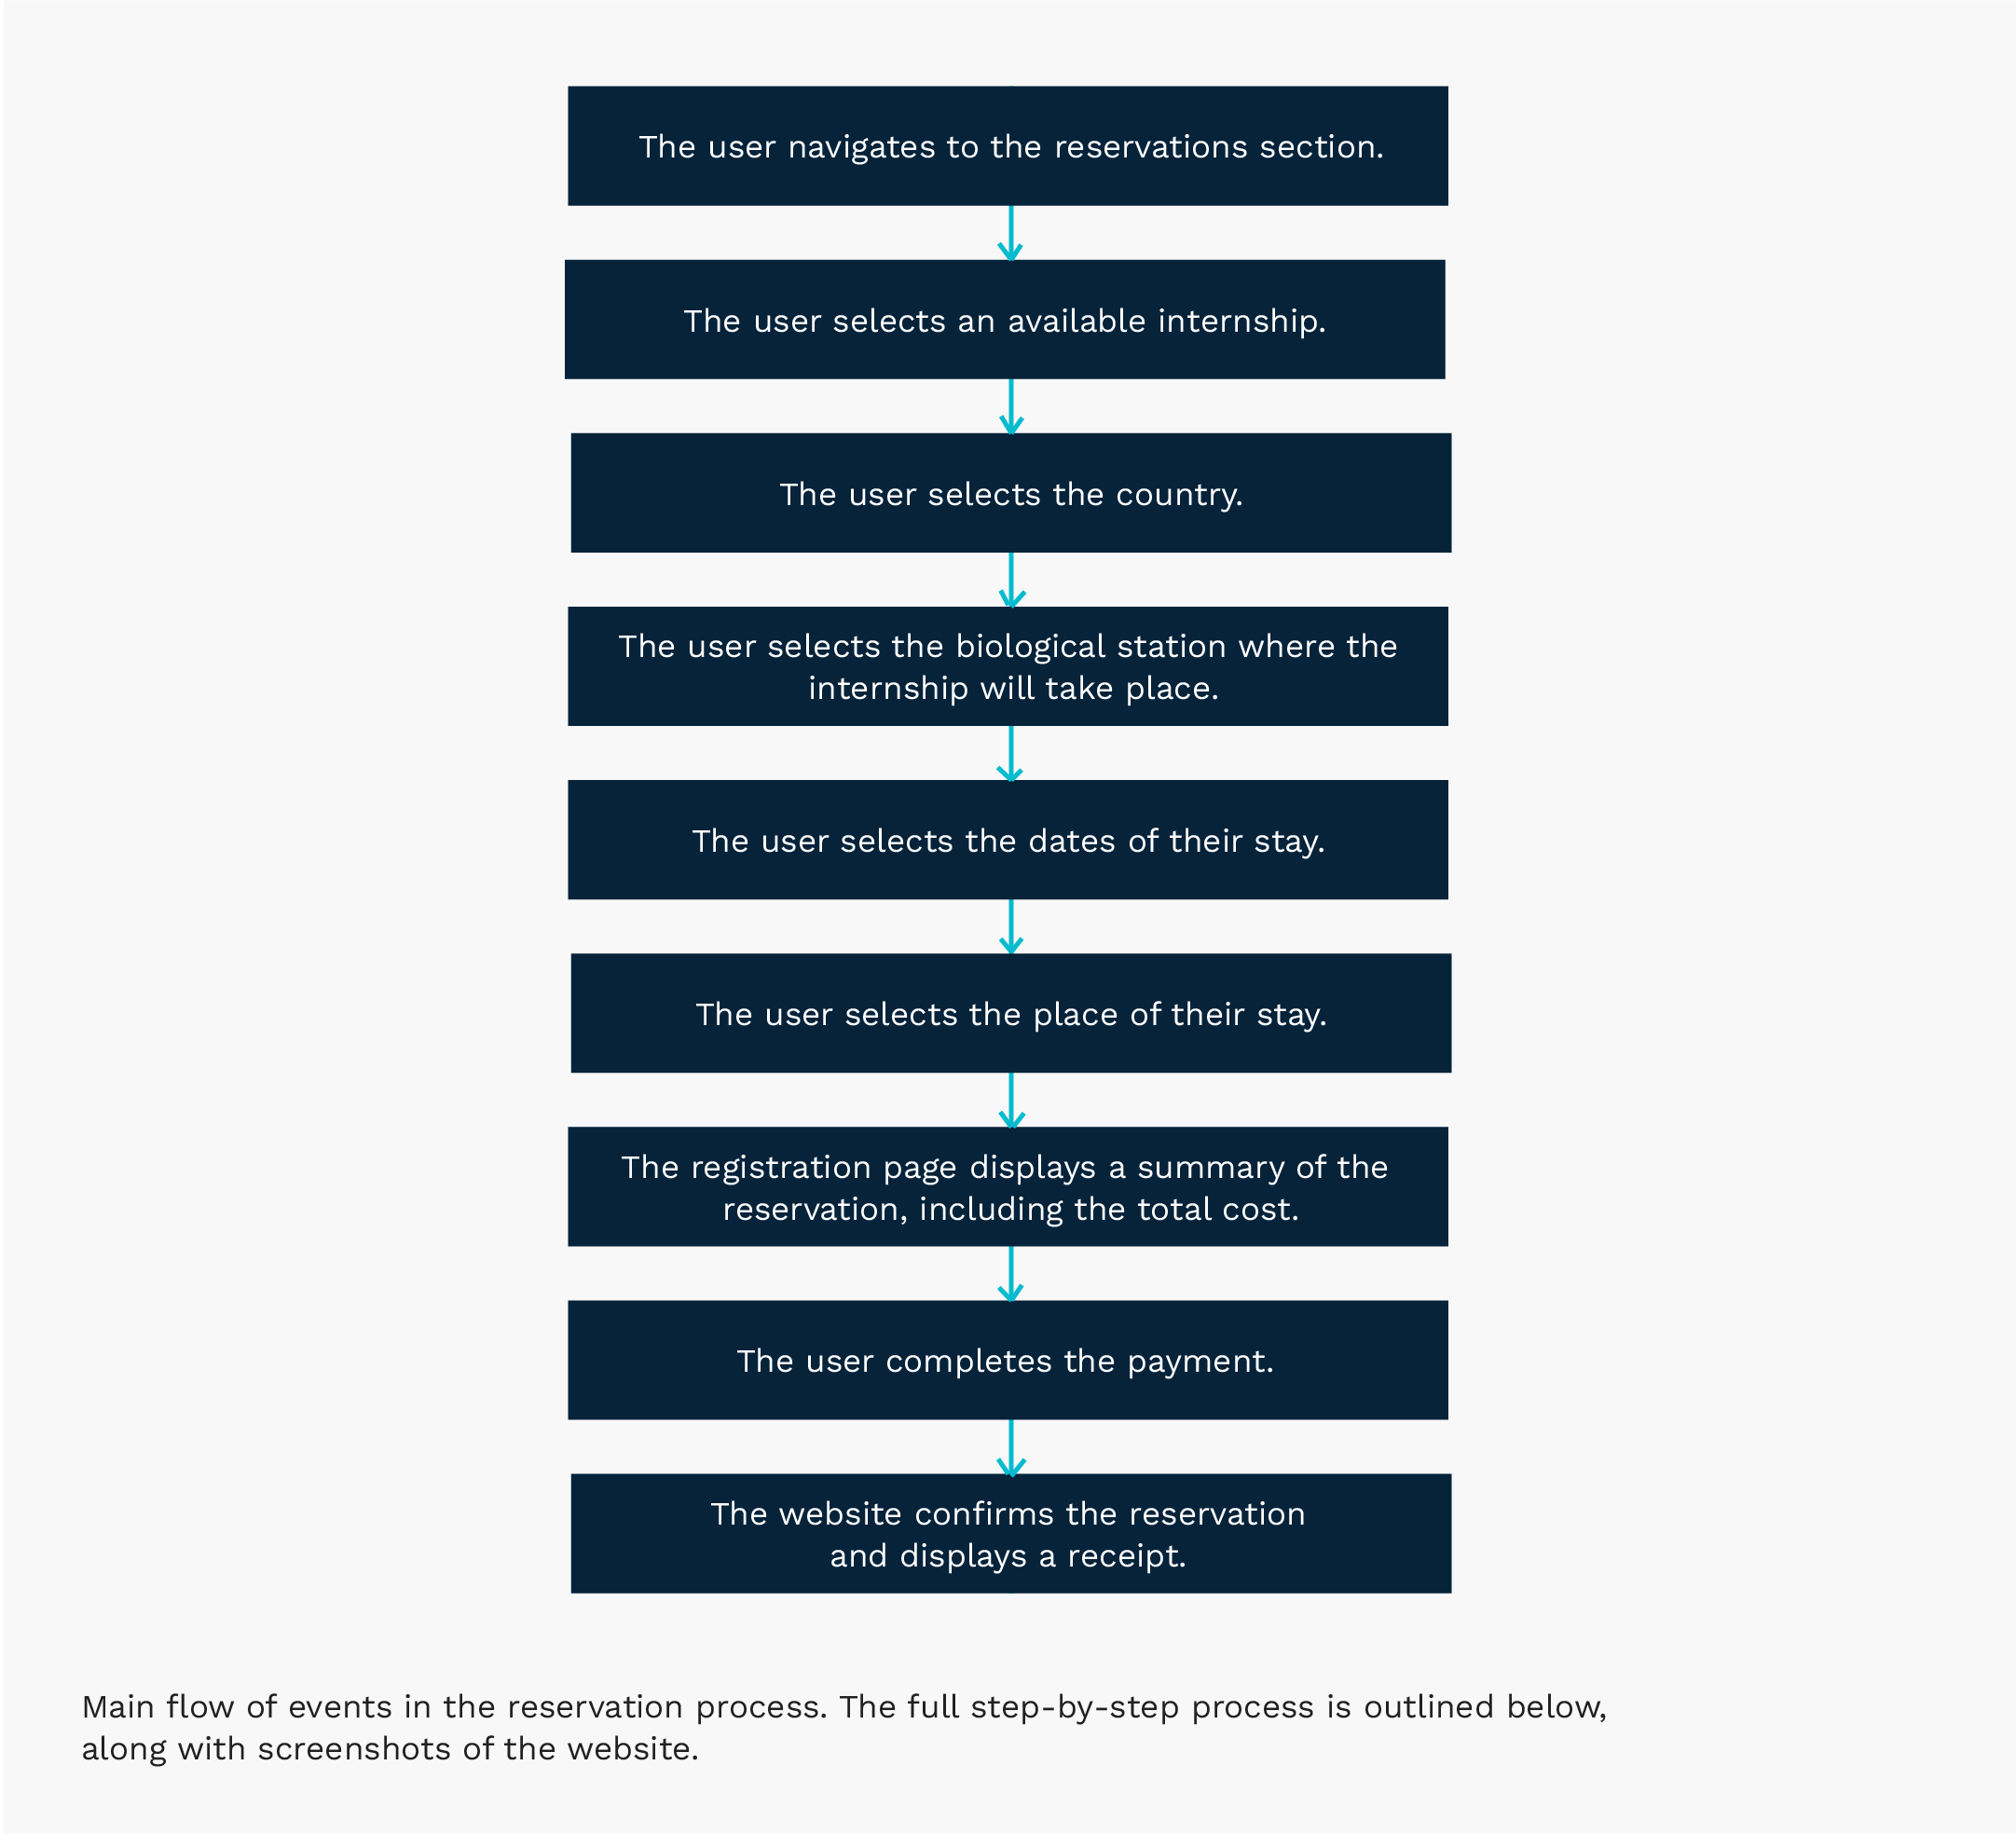 The user navigates to the reservations section.
The user selects an available internship.
The user selects the country.
The user selects the biological station where the
internship will take place.
The user selects the dates of their stay.
The user selects the place of their stay.
The registration page displays a summary of the
reservation, including the total cost.
The user completes the payment.
The website confirms the reservation
and displays a receipt.
Main flow of events in the reservation process. The full step-by-step process is outlined below,
along with screenshots of the website.